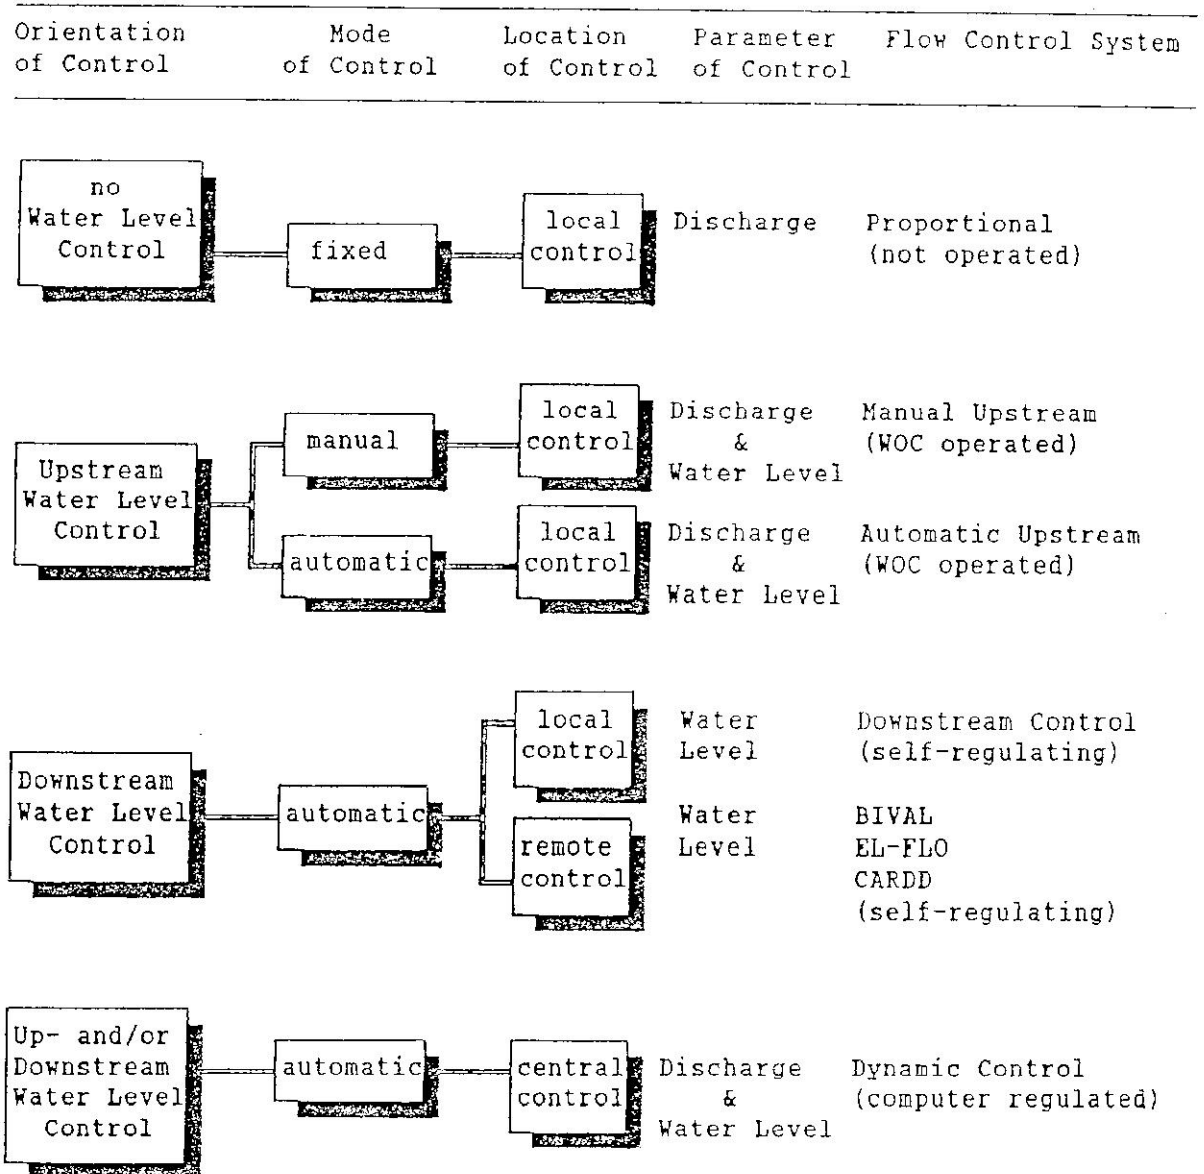 Orientation of Control
Mode of Control
Location of Control
Parameter of Control
Flow Control System
no
Water Level
Control
fixed
local
control
Discharge
Proportional
(not operated)
Upstream
Water Level
Control
manual
local
control
Discharge
&
Water Level
Manual Upstream
(WOC operated)
automatic
local
control
Discharge
&
Water Level
Automatic Upstream
(WOC operated)
Downstream
Water Level
Control
automatic
local
control
Water
Level
Downstream Control
(self-regulating)
remote
control
Water
Level
BIVAL
EL-FLO
CARDD
(self-regulating)
Up- and/or
Downstream
Water Level
Control
automatic
central
control
Discharge
&
Water Level
Dynamic Control
(computer regulated)